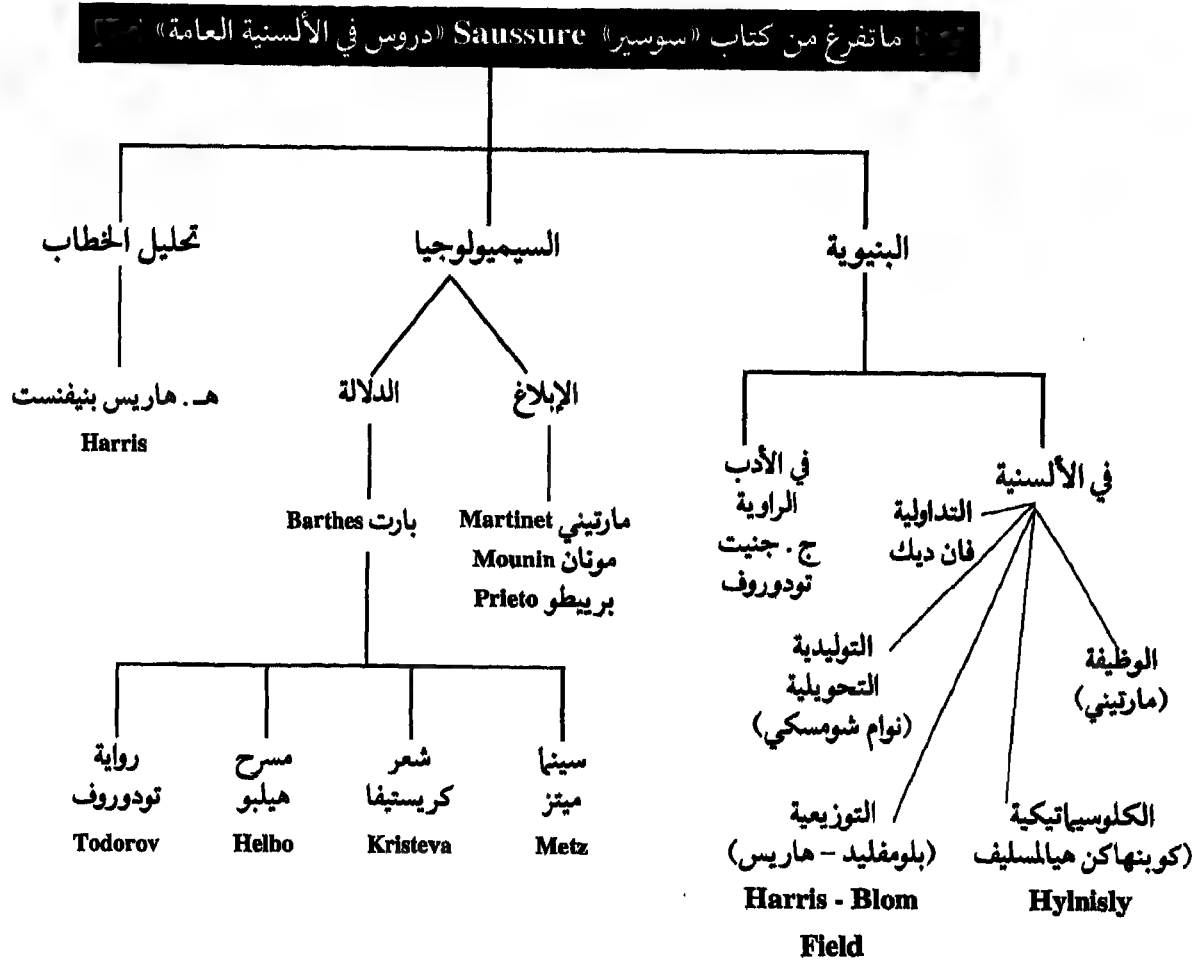 ماتفرغ من كتاب «سوسير» Saussure «دروس في الألسنية العامة»
البنيوية
السيميولوجيا
تحليل الخطاب
في الألسنية
التداولية
فان ديك
الوظيفة
(مارتيني)
التوليدية
التحويلية
(نوام شومسكي)
الكلوسيماتيكية
(كوبنهاكن هيالمسليف
Hylnisly
التوزيعية
(بلومفليد – هاريس)
Harris - Blom
Field
في الأدب
الراوية
ج . جنيت
تودوروف
الإبلاغ
مارتيني Martinet
مونان Mounin
برييطو Prieto
الدلالة
بارت Barthes
سينما
ميتز
Metz
شعر
كريستيفا
Kristeva
مسرح
هيلبو
Helbo
رواية
تودوروف
Todorov
هـ . هاريس بنيفنست
Harris